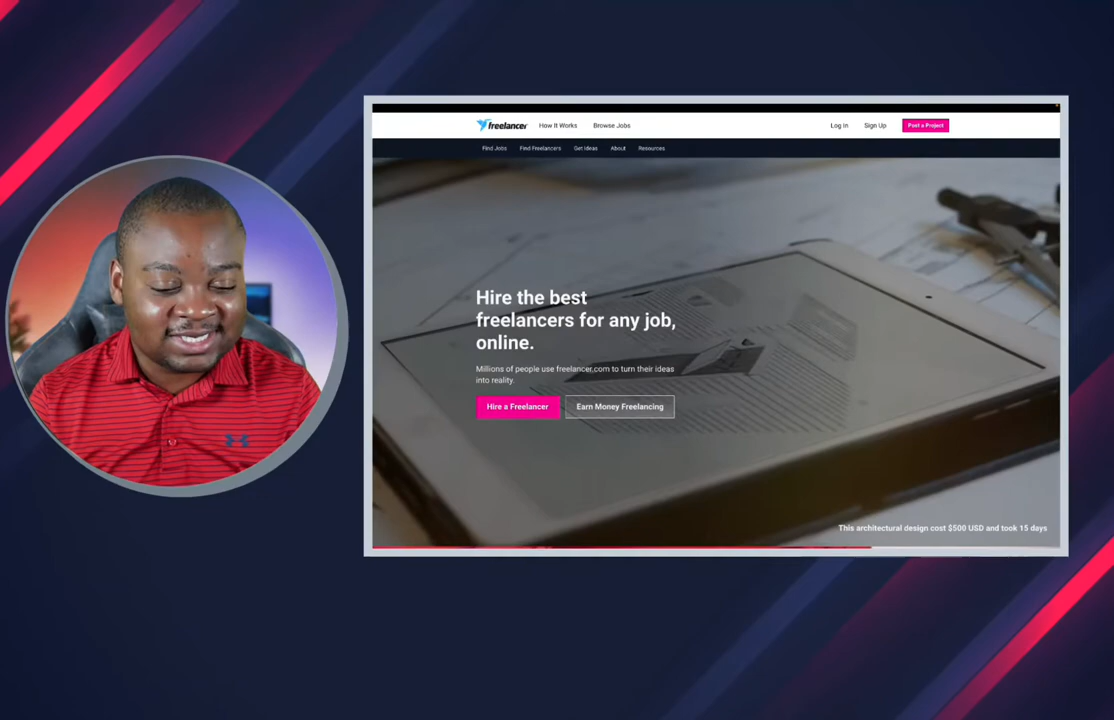 freelancer How It Works Browse Jobs Log In Sign Up Post a Project
Find Jobs Find Freelancers Get Ideas About Resources
Hire the best
freelancers for any job,
online.
Millions of people use freelancer.com to turn their ideas
into reality.
Hire a Freelancer Earn Money Freelancing
This architectural design cost $500 USD and took 15 days